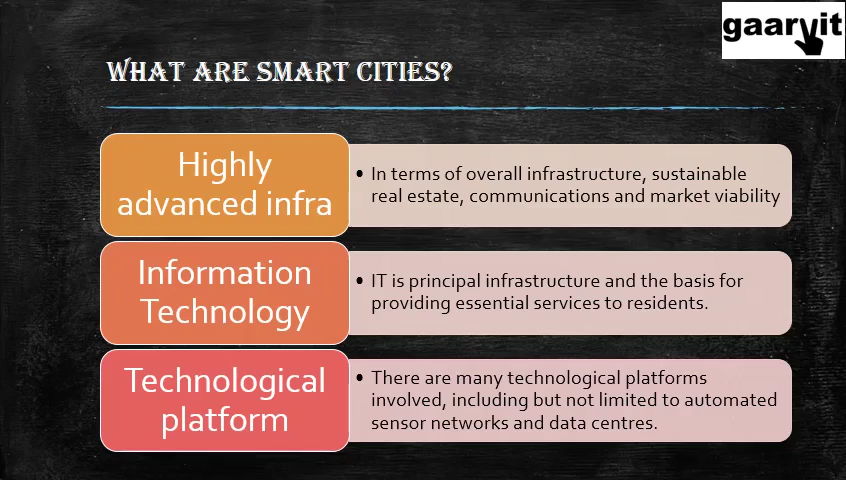 gaarvit
WHAT ARE SMART CITIES?
Highly
advanced infra
• In terms of overall infrastructure, sustainable
real estate, communications and market viability
Information
Technology
• IT is principal infrastructure and the basis for
providing essential services to residents.
Technological
platform
• There are many technological platforms
involved, including but not limited to automated
sensor networks and data centres.